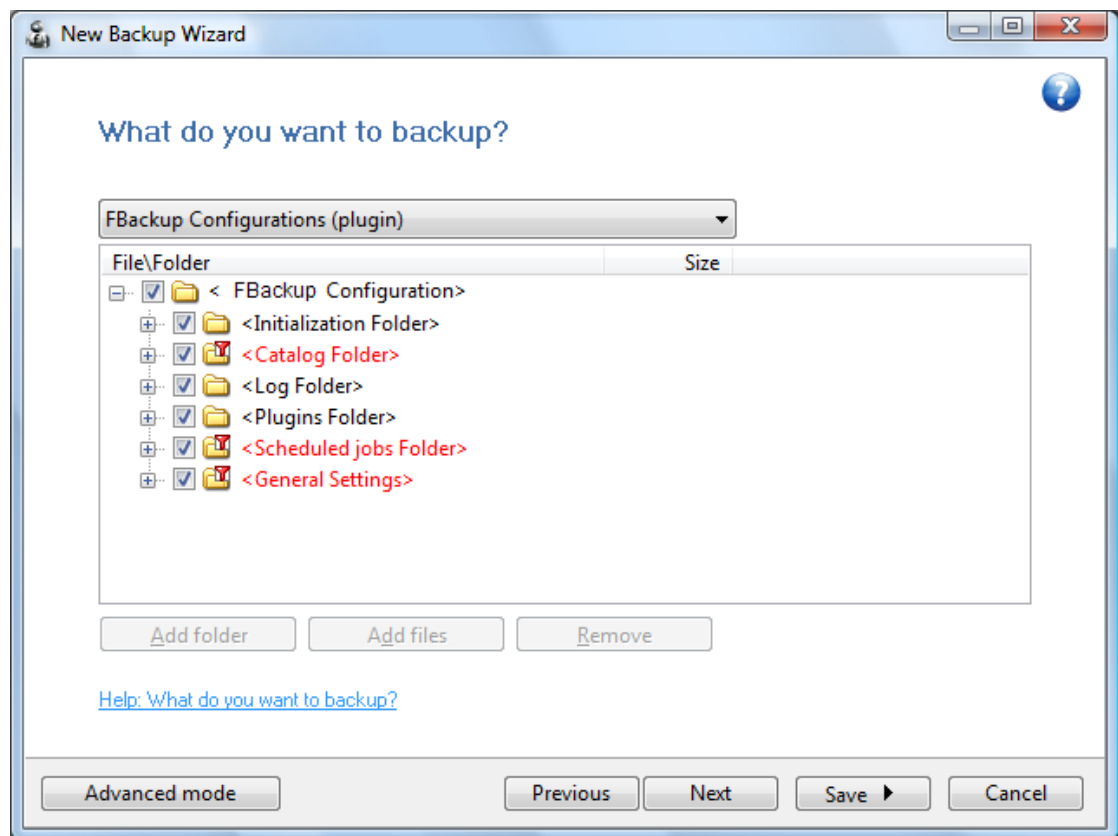 New Backup Wizard
What do you want to backup?
FBackup Configurations (plugin)
File\Folder Size
< FBackup Configuration>
<Initialization Folder>
<Catalog Folder>
<Log Folder>
<Plugins Folder>
<Scheduled jobs Folder>
<General Settings>
Add folder Add files Remove
Help: What do you want to backup?
Advanced mode Previous Next Save Cancel